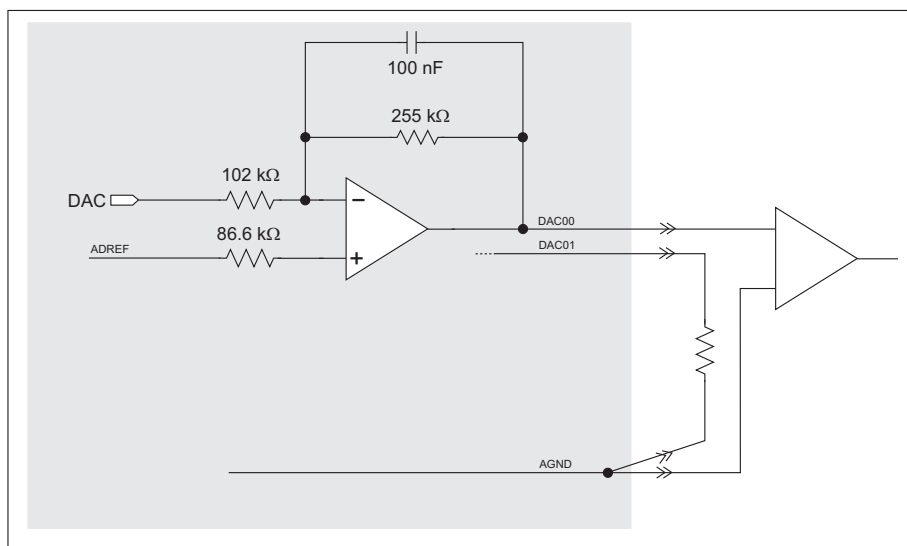 100 nF
255 kΩ
102 kΩ
DAC
−
86.6 kΩ
ADREF
+
DAC00
DAC01
AGND